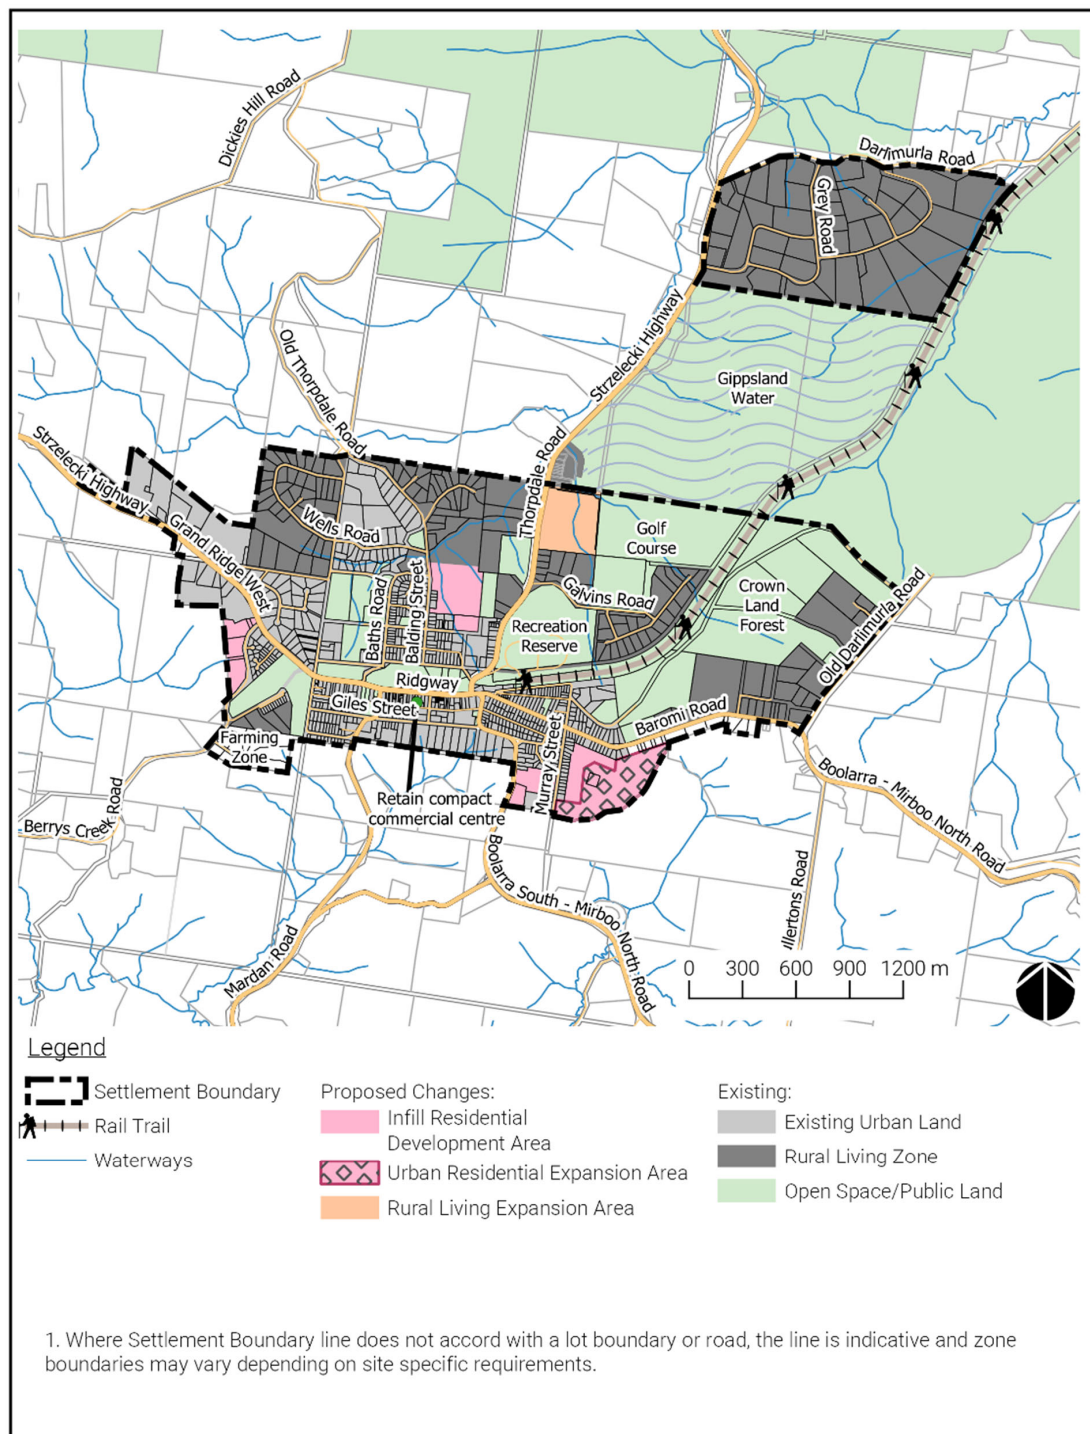 Dickies Hill Road
Darlimurla Road
Grey Road
Strzelecki Highway
Gippsland
Water
Old Thorpdale Road
Thorpdale Road
Strzelecki Highway
Grand Ridge West
Wells Road
Golf
Course
Baths Road
Balding Street
Galvins Road
Crown
Land
Forest
Recreation
Reserve
Old Darlimurla Road
Ridgway
Giles Street
Baromi Road
Farming
Zone
Murray Street
Retain compact
commercial centre
Boolarra - Mirboo North Road
Berrys Creek Road
Boolarra South - Mirboo North Road
Mardan Road
llertons Road
0 300 600 900 1200 m
Legend
Settlement Boundary
Rail Trail
Waterways
Proposed Changes:
Infill Residential
Development Area
Urban Residential Expansion Area
Rural Living Expansion Area
Existing:
Existing Urban Land
Rural Living Zone
Open Space/Public Land
1. Where Settlement Boundary line does not accord with a lot boundary or road, the line is indicative and zone
boundaries may vary depending on site specific requirements.